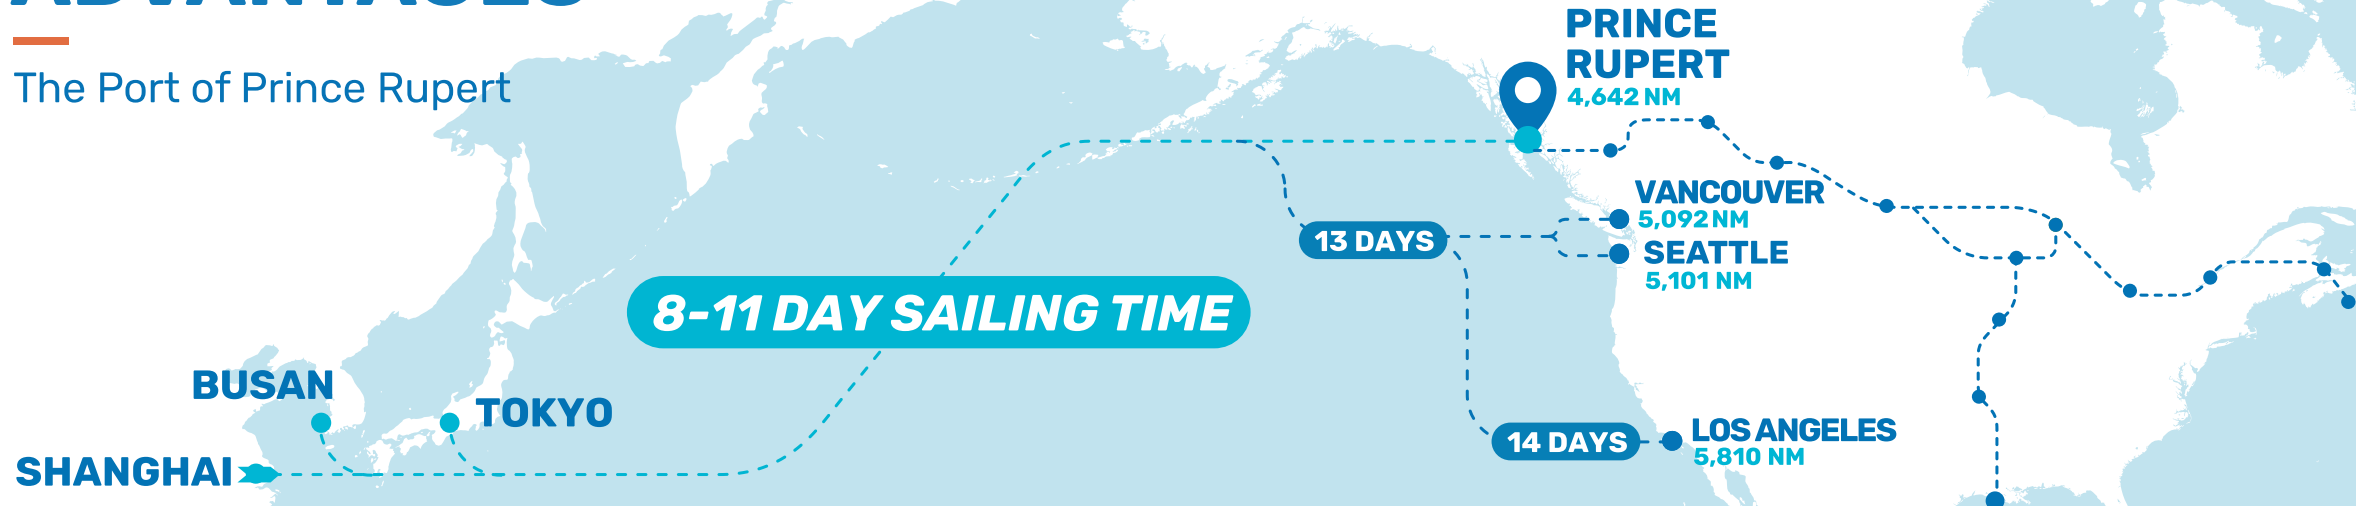 ADVANTAGES
The Port of Prince Rupert
PRINCE
RUPERT
4,642 NM
VANCOUVER
5,092 NM
13 DAYS
SEATTLE
5,101 NM
8-11 DAY SAILING TIME
BUSAN
TOKYO
LOS ANGELES
5,810 NM
14 DAYS
SHANGHAI